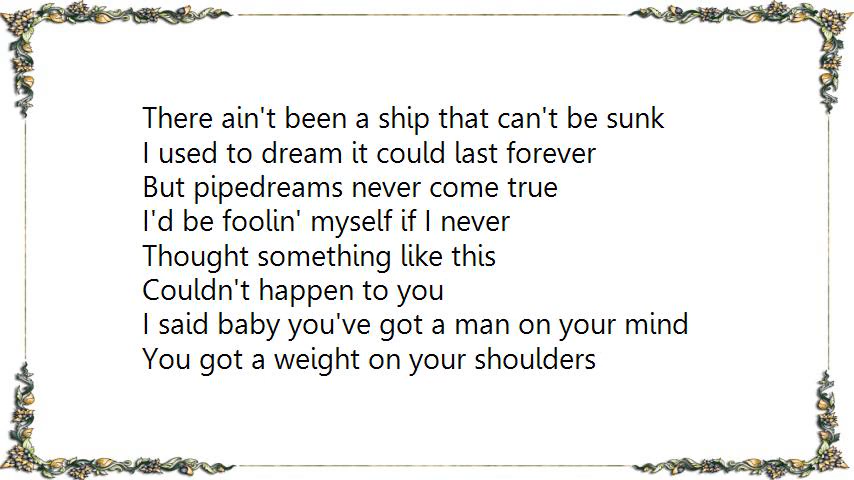 There ain't been a ship that can't be sunk
I used to dream it could last forever
But pipedreams never come true
I'd be foolin' myself if I never
Thought something like this
Couldn't happen to you
I said baby you've got a man on your mind
You got a weight on your shoulders